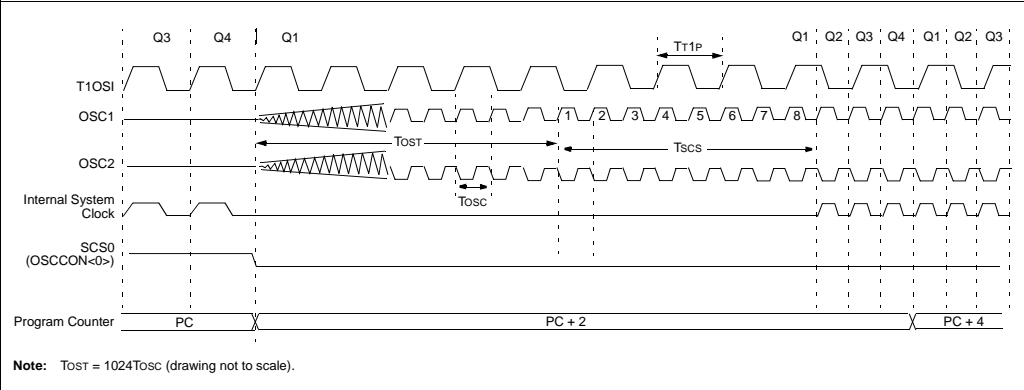 Q3 Q4 Q1 Q1 Q2 Q3 Q4 Q1 Q2 Q3
TT1P
T1OSI
OSC1
1 2 3 4 5 6 7 8
TOST
TSCS
OSC2
TOSC
Internal System
Clock
SCS0
(OSCCON<0>)
Program Counter PC PC + 2 PC + 4
Note: TOST = 1024TOSC (drawing not to scale).